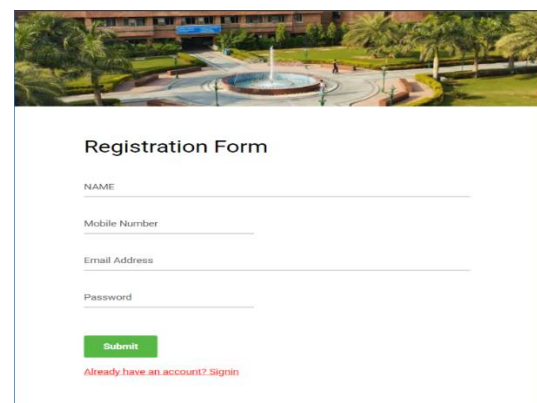 Registration Form
NAME
Mobile Number
Email Address
Password
Submit
Already have an account? Signin